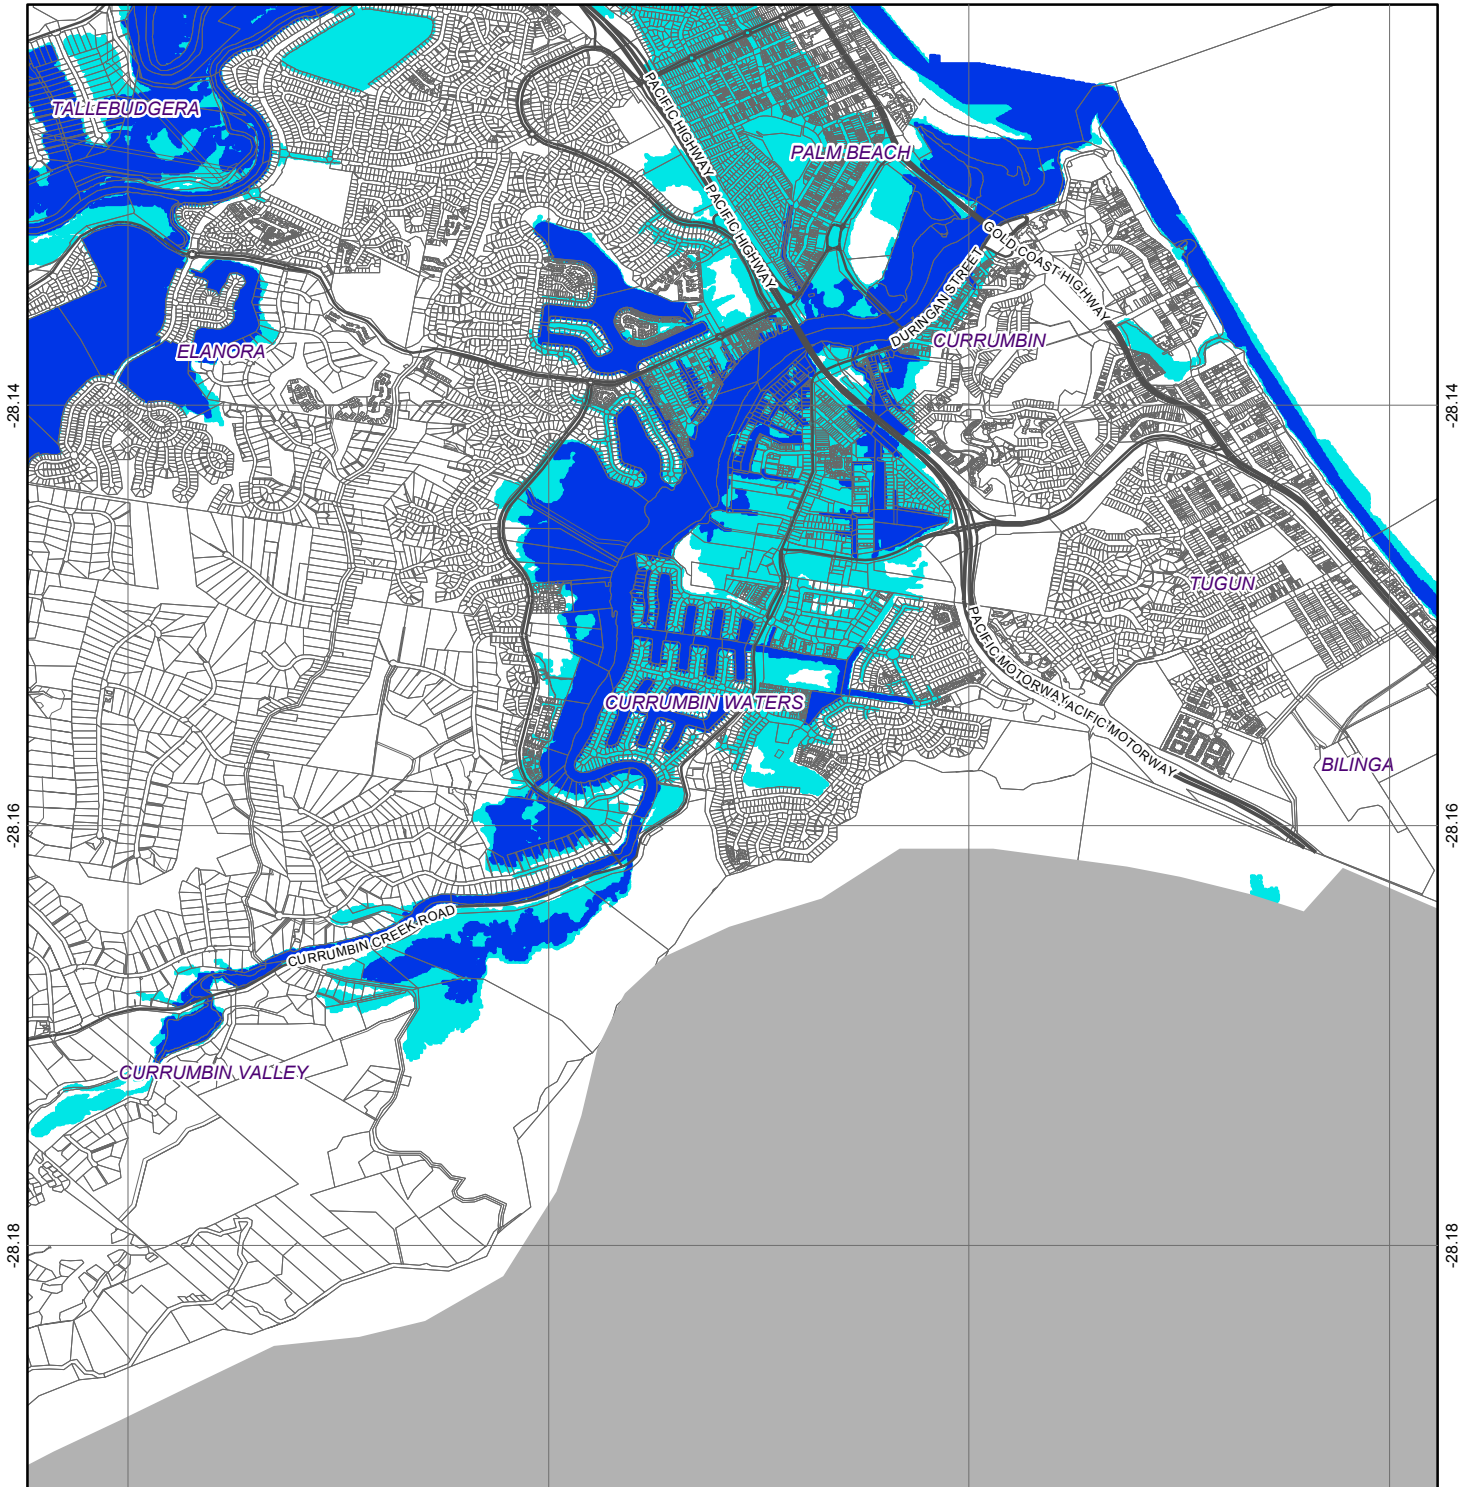 PACIFIC HIGHWAY
PACIFIC HIGHWAY
TALLEBUDGERA
PALM BEACH
GOLD COAST HIGHWAY
DURINGAN STREET
CURRUMBIN
ELANORA
-28.14
-28.14
TUGUN
PACIFIC MOTORWAY
PACIFIC MOTORWAY
CURRUMBIN WATERS
BILINGA
-28.16
-28.16
CURRUMBIN CREEK ROAD
CURRUMBIN VALLEY
-28.18
-28.18